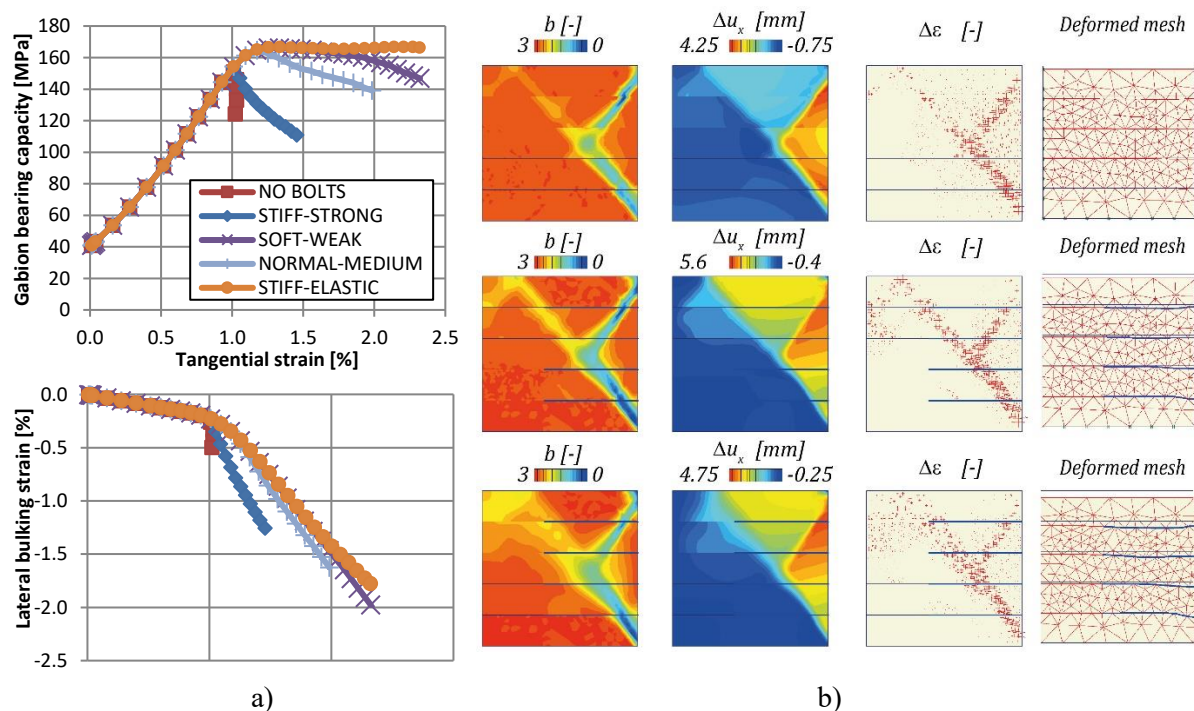 Gabion bearing capacity [MPa]
180
160
140
120
100
80
60
40
20
0
NO BOLTS
STIFF-STRONG
SOFT-WEAK
NORMAL-MEDIUM
STIFF-ELASTIC
0.0 0.5 1.0 1.5 2.0 2.5
Tangential strain [%]
Lateral bulking strain [%]
0.0
-0.5
-1.0
-1.5
-2.0
-2.5
a)
b [-] Δuₓ [mm] Δε [-] Deformed mesh
3 0 4.25 -0.75
b [-] Δuₓ [mm] Δε [-] Deformed mesh
3 0 5.6 -0.4
b [-] Δuₓ [mm] Δε [-] Deformed mesh
3 0 4.75 -0.25
b)